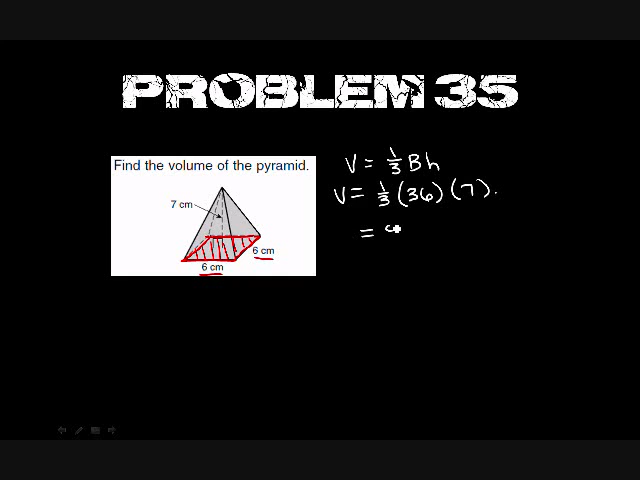 PROBLEM 35
Find the volume of the pyramid.
7 cm
6 cm
6 cm
V = 1/3 Bh
V = 1/3 (36)(7).
=